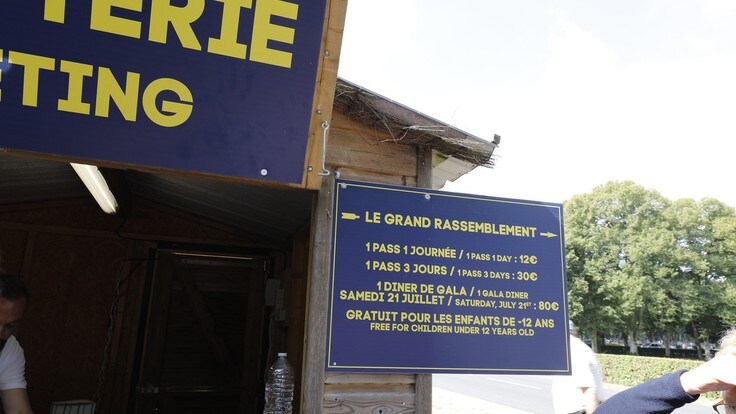 TERIE
ETING
LE GRAND RASSEMBLEMENT
1 PASS 1 JOURNÉE / 1 PASS 1 DAY : 12€
1 PASS 3 JOURS / 1 PASS 3 DAYS : 30€
1 DINER DE GALA / 1 GALA DINER
SAMEDI 21 JUILLET / SATURDAY, JULY 21ST : 80€
GRATUIT POUR LES ENFANTS DE -12 ANS
FREE FOR CHILDREN UNDER 12 YEARS OLD